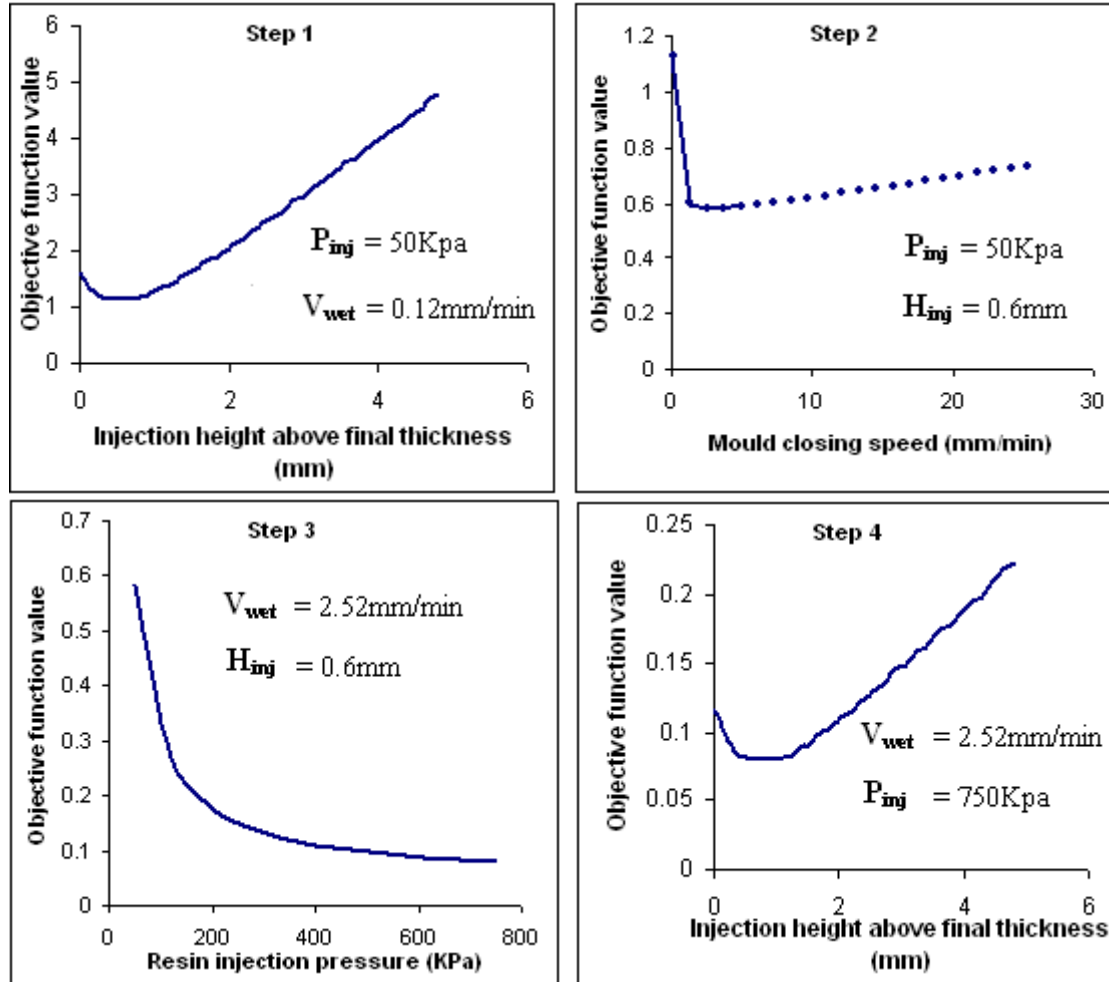 Step 1
Objective function value
6
5
4
3
2
1
0
P inj = 50Kpa
V wet = 0.12mm/min
0 2 4 6
Injection height above final thickness
(mm)
Step 2
Objective function value
1.2
1
0.8
0.6
0.4
0.2
0
P inj = 50Kpa
H inj = 0.6mm
0 10 20 30
Mould closing speed (mm/min)
Step 3
Objective function value
0.7
0.6
0.5
0.4
0.3
0.2
0.1
0
V wet = 2.52mm/min
H inj = 0.6mm
0 200 400 600 800
Resin injection pressure (KPa)
Step 4
Objective function value
0.25
0.2
0.15
0.1
0.05
0
V wet = 2.52mm/min
P inj = 750Kpa
0 2 4 6
Injection height above final thickness
(mm)